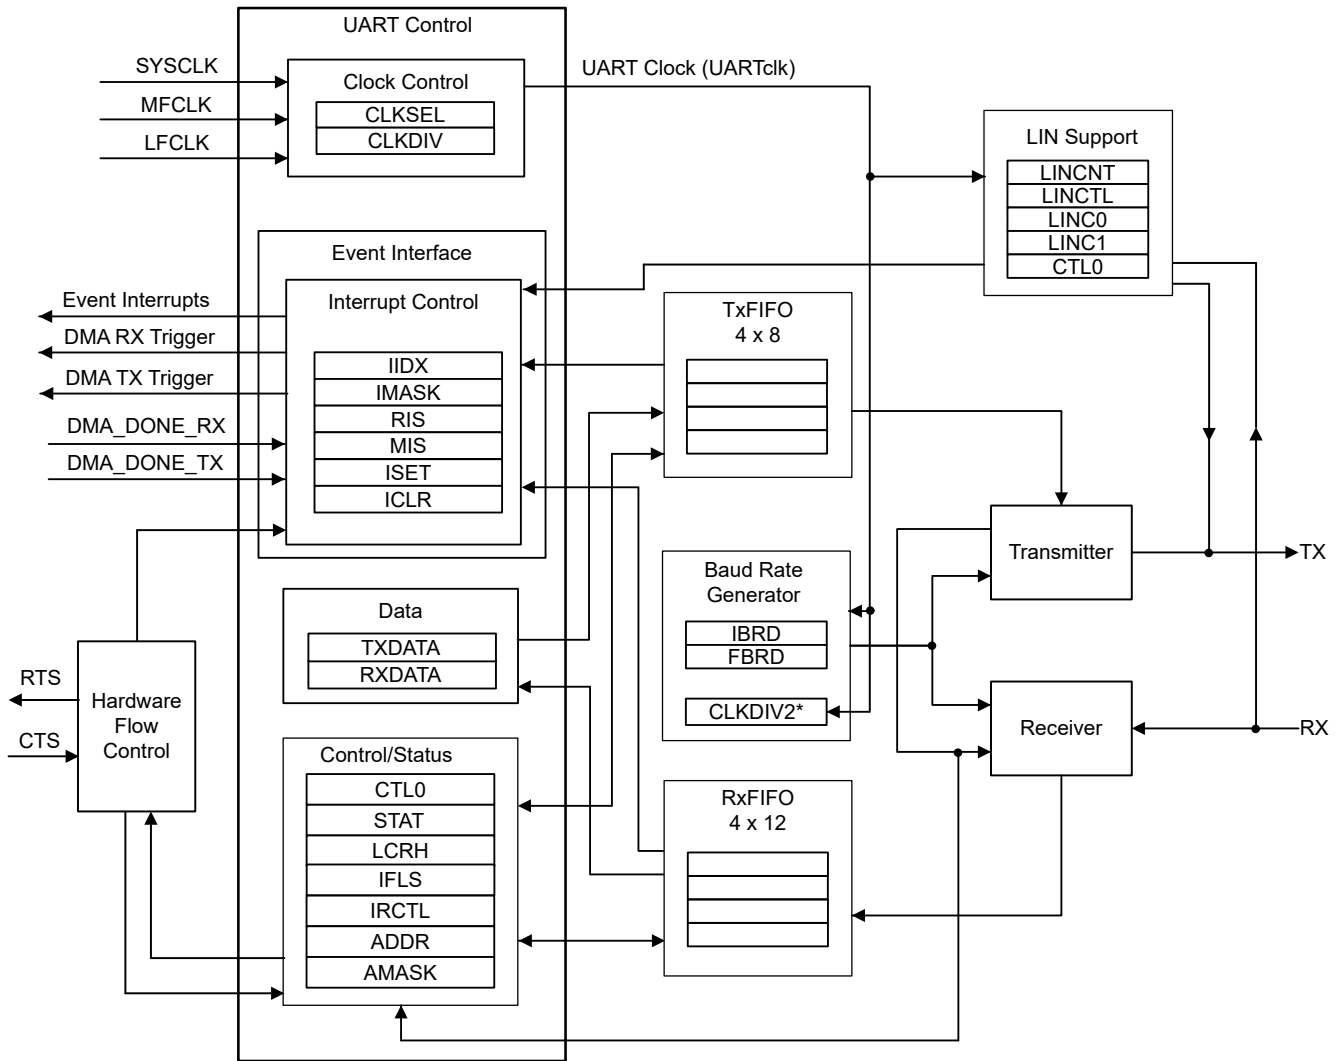 UART Control
SYSCLK
MFCLK
LFCLK
Clock Control
CLKSEL
CLKDIV
UART Clock (UARTclk)
LIN Support
LINCNT
LINCTL
LINC0
LINC1
CTL0
Event Interface
Interrupt Control
IIDX
IMASK
RIS
MIS
ISET
ICLR
Event Interrupts
DMA RX Trigger
DMA TX Trigger
DMA_DONE_RX
DMA_DONE_TX
TxFIFO
4 x 8
Transmitter
TX
Baud Rate
Generator
IBRD
FBRD
CLKDIV2*
Data
TXDATA
RXDATA
RTS
CTS
Hardware
Flow
Control
Receiver
RX
Control/Status
CTL0
STAT
LCRH
IFLS
IRCTL
ADDR
AMASK
RxFIFO
4 x 12